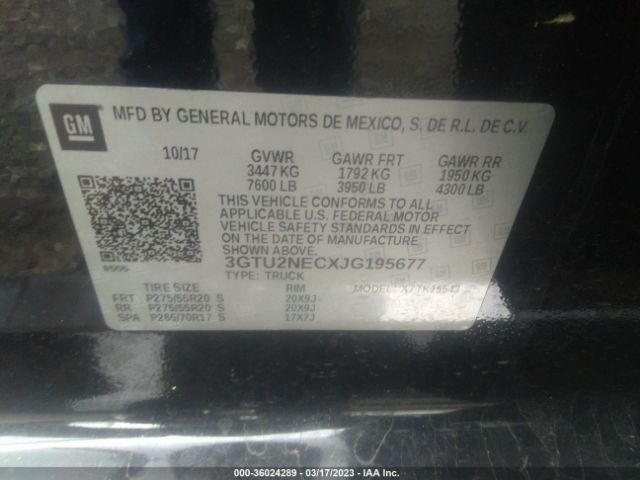 GM
MFD BY GENERAL MOTORS DE MEXICO, S. DE R.L. DE C.V.
10/17 GVWR GAWR FRT GAWR RR
3447 KG 1792 KG 1950 KG
7600 LB 3950 LB 4300 LB
THIS VEHICLE CONFORMS TO ALL
APPLICABLE U.S. FEDERAL MOTOR
VEHICLE SAFETY STANDARDS IN
EFFECT ON THE DATE OF MANUFACTURE
SHOWN ABOVE.
3GTU2NECXJG195677
TYPE: TRUCK
TIRE SIZE RIM MODEL:
FRT P275/55R20 S 20X9J
RR P275/55R20 S 20X9J
SPA P265/70R17 S 17X7J
000-36024289 — 03/17/2023 — IAA Inc.